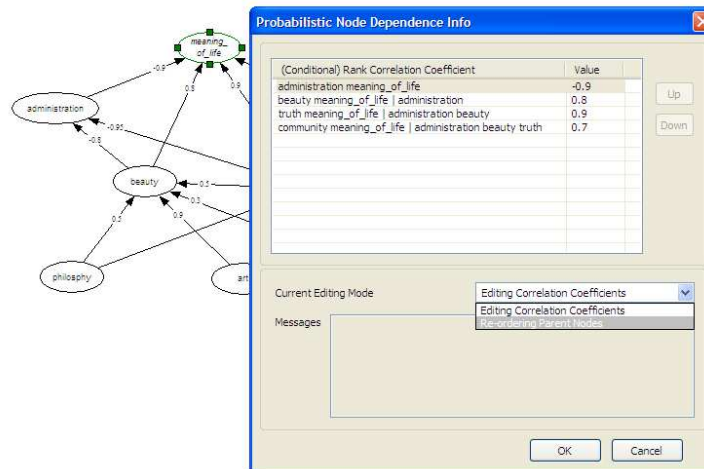 meaning_
of_life
-0.9
0.8
0.9
administration
-0.95
-0.8
beauty
0.5
0.3
0.5
0.9
philosphy
art
Probabilistic Node Dependence Info
(Conditional) Rank Correlation Coefficient Value
administration meaning_of_life -0.9
beauty meaning_of_life | administration 0.8
truth meaning_of_life | administration beauty 0.9
community meaning_of_life | administration beauty truth 0.7
Up
Down
Current Editing Mode Editing Correlation Coefficients
Editing Correlation Coefficients
Re-ordering Parent Nodes
Messages
OK Cancel